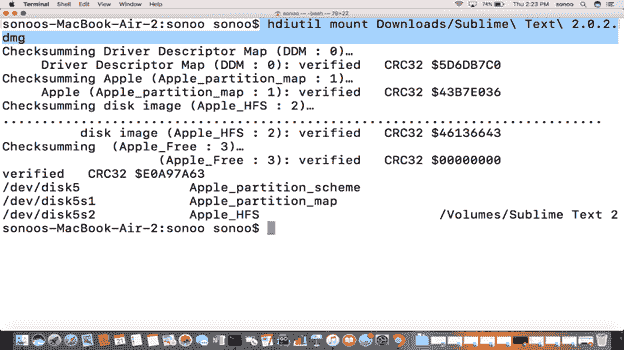 Terminal Shell Edit View Window Help 74% Thu 2:23 PM sonoo
sonoo — -bash — 78×22
sonoos-MacBook-Air-2:sonoo sonoo$ hdiutil mount Downloads/Sublime\ Text\ 2.0.2.
dmg
Checksumming Driver Descriptor Map (DDM : 0)…
Driver Descriptor Map (DDM : 0): verified CRC32 $5D6DB7C0
Checksumming Apple (Apple_partition_map : 1)…
Apple (Apple_partition_map : 1): verified CRC32 $43B7E036
Checksumming disk image (Apple_HFS : 2)…
...........................................................................
disk image (Apple_HFS : 2): verified CRC32 $46136643
Checksumming (Apple_Free : 3)…
(Apple_Free : 3): verified CRC32 $00000000
verified CRC32 $E0A97A63
/dev/disk5 Apple_partition_scheme
/dev/disk5s1 Apple_partition_map
/dev/disk5s2 Apple_HFS /Volumes/Sublime Text 2
sonoos-MacBook-Air-2:sonoo sonoo$